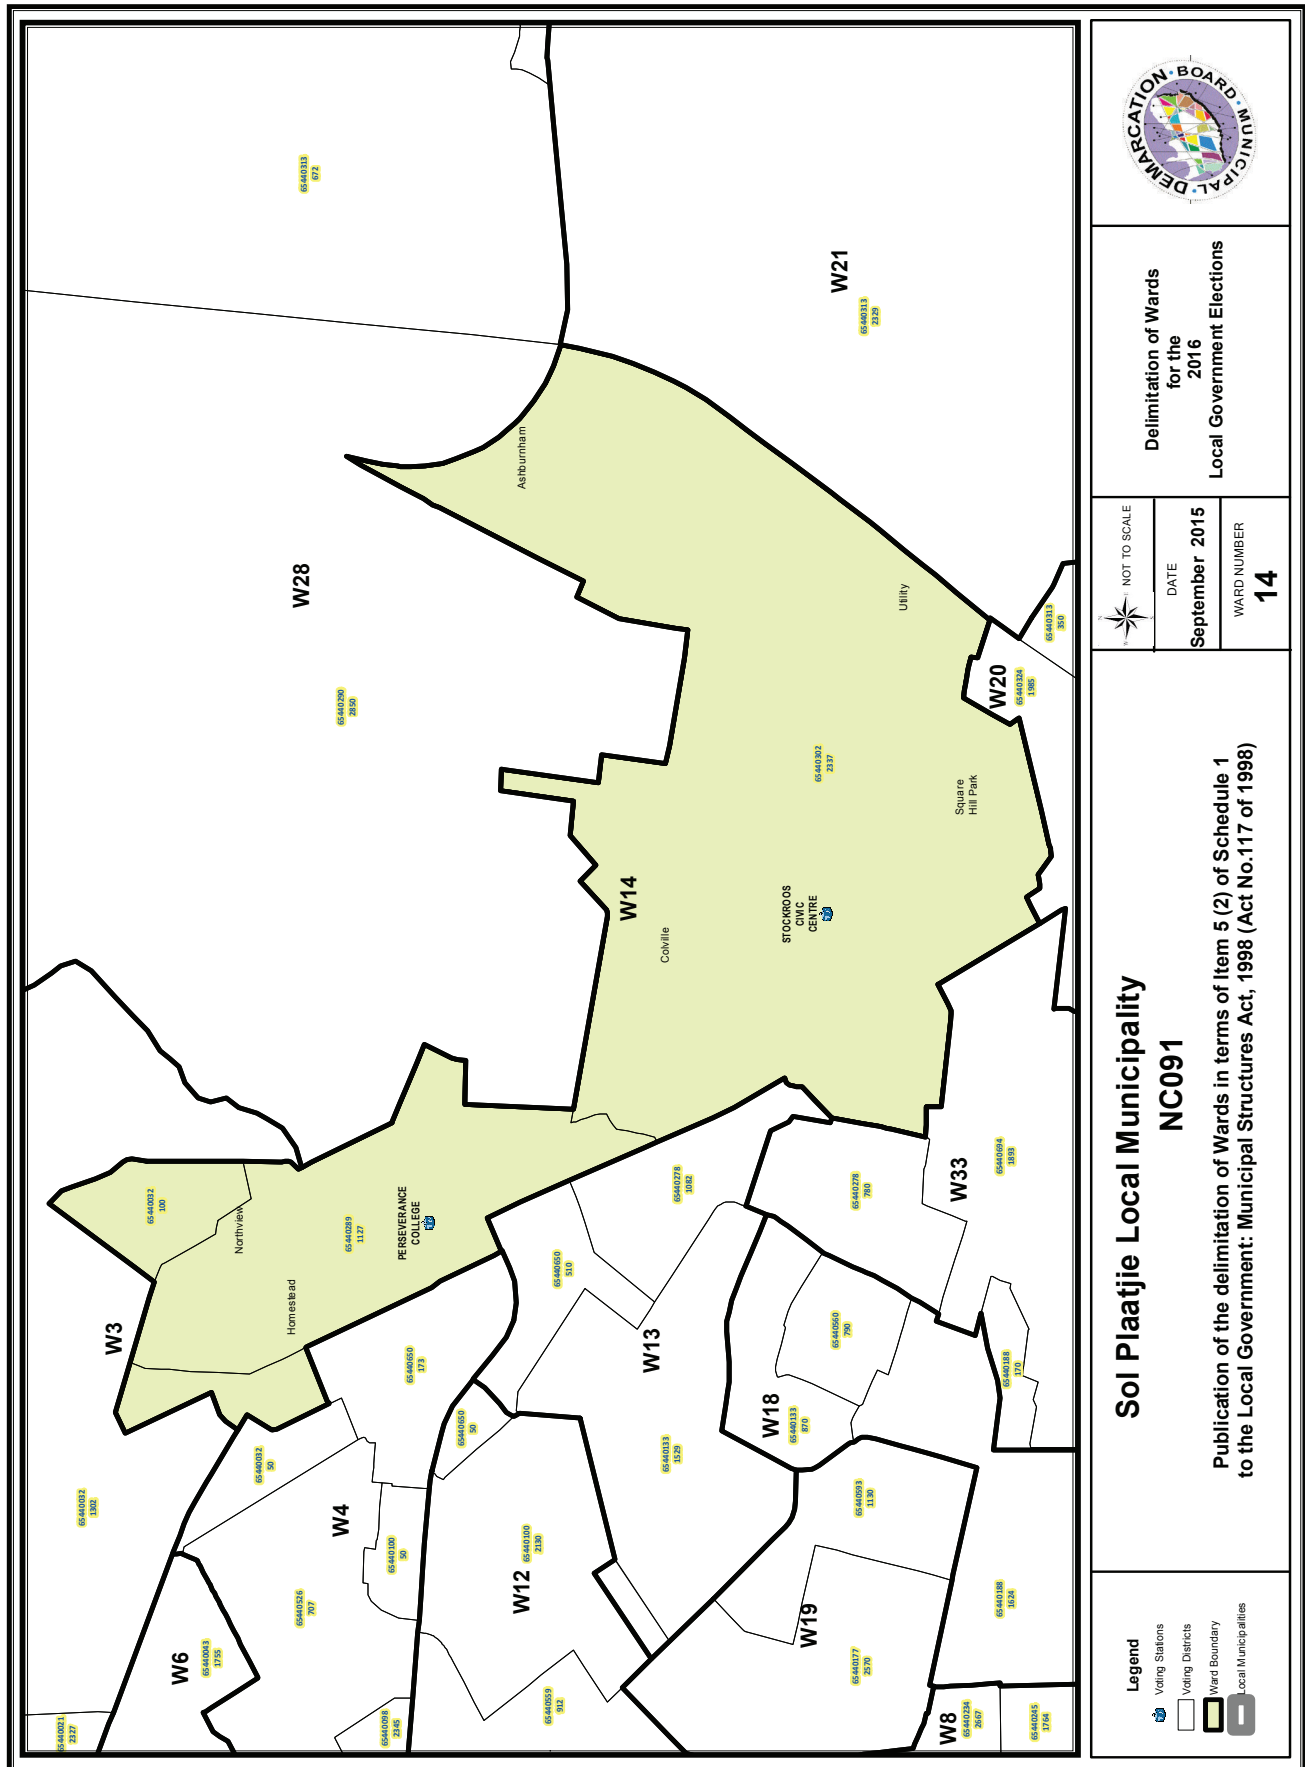 65440313
672
W21
65440313
2329
Ashburnham
W28
65440290
2850
Utility
65440313
350
W20
65440324
1985
65440302
2337
Square
Hill Park
W14
Colville
STOCKROOS
CIVIC
CENTRE
65440032
100
Northview
65440289
1127
PERSEVERANCE
COLLEGE
Homestead
W3
65440278
1082
65440278
780
W33
65440694
1893
65440650
510
65440650
173
W13
65440560
790
65440188
170
W18
65440133
870
65440650
50
65440133
1529
65440032
50
65440032
1302
W4
65440100
50
65440100
2130
W12
65440593
1130
65440526
707
W6
65440043
1755
W19
65440177
2570
65440188
1624
65440559
912
65440098
2345
65440021
2327
W8
65440234
2667
65440245
1764
Legend
Voting Stations
Voting Districts
Ward Boundary
Local Municipalities
Sol Plaatjie Local Municipality
NC091
Publication of the delimitation of Wards in terms of Item 5 (2) of Schedule 1
to the Local Government: Municipal Structures Act, 1998 (Act No.117 of 1998)
N
W
E
S
NOT TO SCALE
DATE
September 2015
WARD NUMBER
14
Delimitation of Wards
for the
2016
Local Government Elections
MUNICIPAL • DEMARCATION • BOARD •